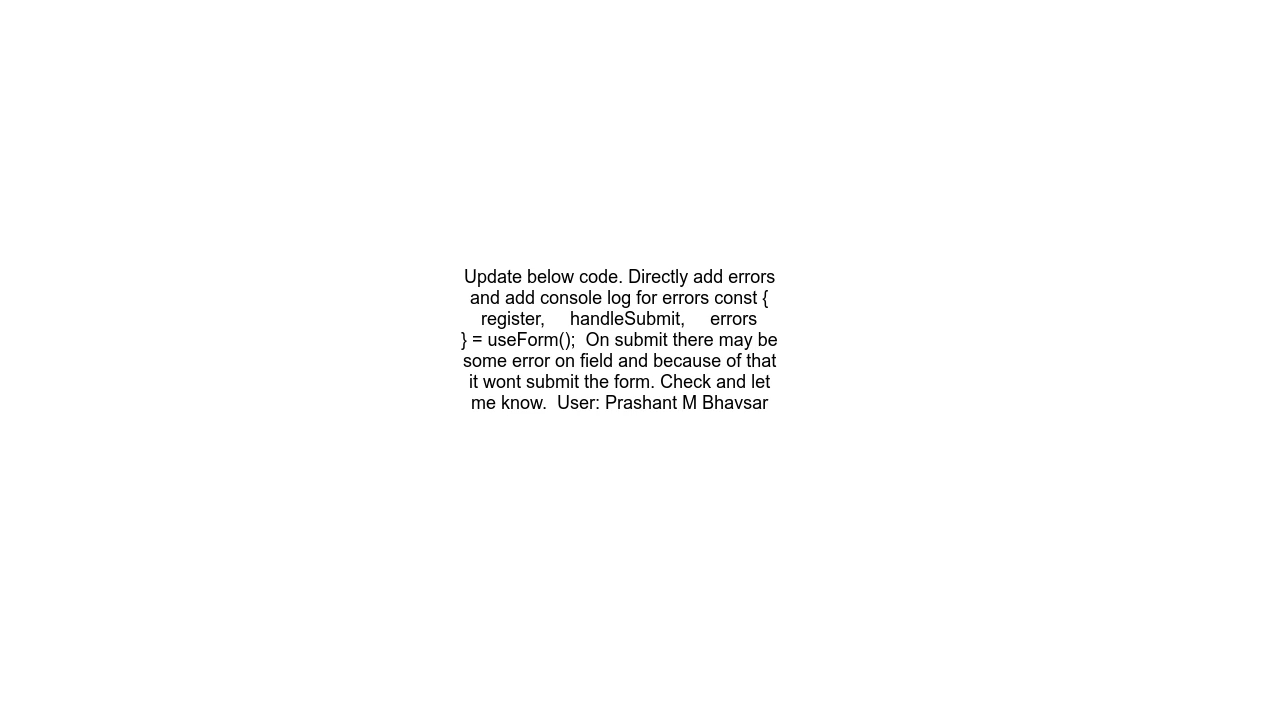 Update below code. Directly add errors
and add console log for errors const {
register,     handleSubmit,     errors
} = useForm();  On submit there may be
some error on field and because of that
it wont submit the form. Check and let
me know.  User: Prashant M Bhavsar